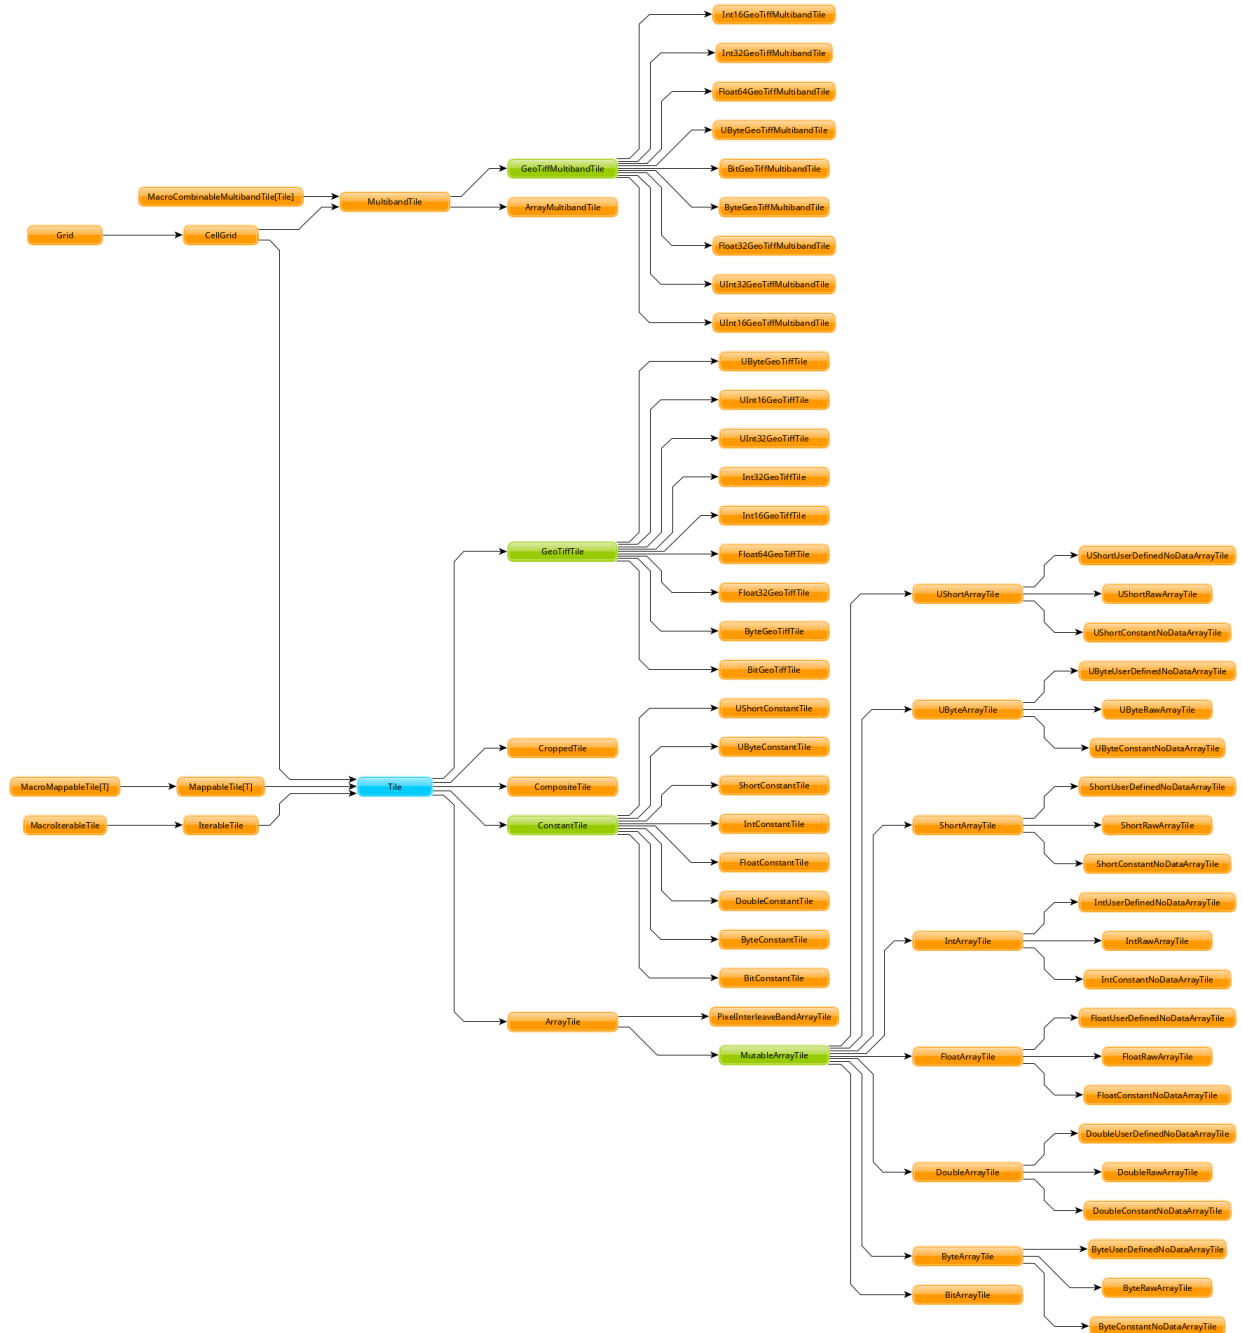 Int16GeoTiffMultibandTile
Int32GeoTiffMultibandTile
Float64GeoTiffMultibandTile
UByteGeoTiffMultibandTile
GeoTiffMultibandTile
BitGeoTiffMultibandTile
MacroCombinableMultibandTile[Tile]
MultibandTile
ArrayMultibandTile
ByteGeoTiffMultibandTile
Grid
CellGrid
Float32GeoTiffMultibandTile
UInt32GeoTiffMultibandTile
UInt16GeoTiffMultibandTile
UByteGeoTiffTile
UInt16GeoTiffTile
UInt32GeoTiffTile
Int32GeoTiffTile
Int16GeoTiffTile
GeoTiffTile
Float64GeoTiffTile
UShortUserDefinedNoDataArrayTile
Float32GeoTiffTile
UShortArrayTile
UShortRawArrayTile
ByteGeoTiffTile
UShortConstantNoDataArrayTile
BitGeoTiffTile
UByteUserDefinedNoDataArrayTile
UShortConstantTile
UByteArrayTile
UByteRawArrayTile
CroppedTile
UByteConstantTile
UByteConstantNoDataArrayTile
MacroMappableTile[T]
MappableTile[T]
Tile
CompositeTile
ShortConstantTile
ShortUserDefinedNoDataArrayTile
MacroIterableTile
IterableTile
ConstantTile
IntConstantTile
ShortArrayTile
ShortRawArrayTile
FloatConstantTile
ShortConstantNoDataArrayTile
DoubleConstantTile
IntUserDefinedNoDataArrayTile
ByteConstantTile
IntArrayTile
IntRawArrayTile
BitConstantTile
IntConstantNoDataArrayTile
ArrayTile
PixelInterleaveBandArrayTile
FloatUserDefinedNoDataArrayTile
MutableArrayTile
FloatArrayTile
FloatRawArrayTile
FloatConstantNoDataArrayTile
DoubleUserDefinedNoDataArrayTile
DoubleArrayTile
DoubleRawArrayTile
DoubleConstantNoDataArrayTile
ByteUserDefinedNoDataArrayTile
ByteArrayTile
ByteRawArrayTile
BitArrayTile
ByteConstantNoDataArrayTile